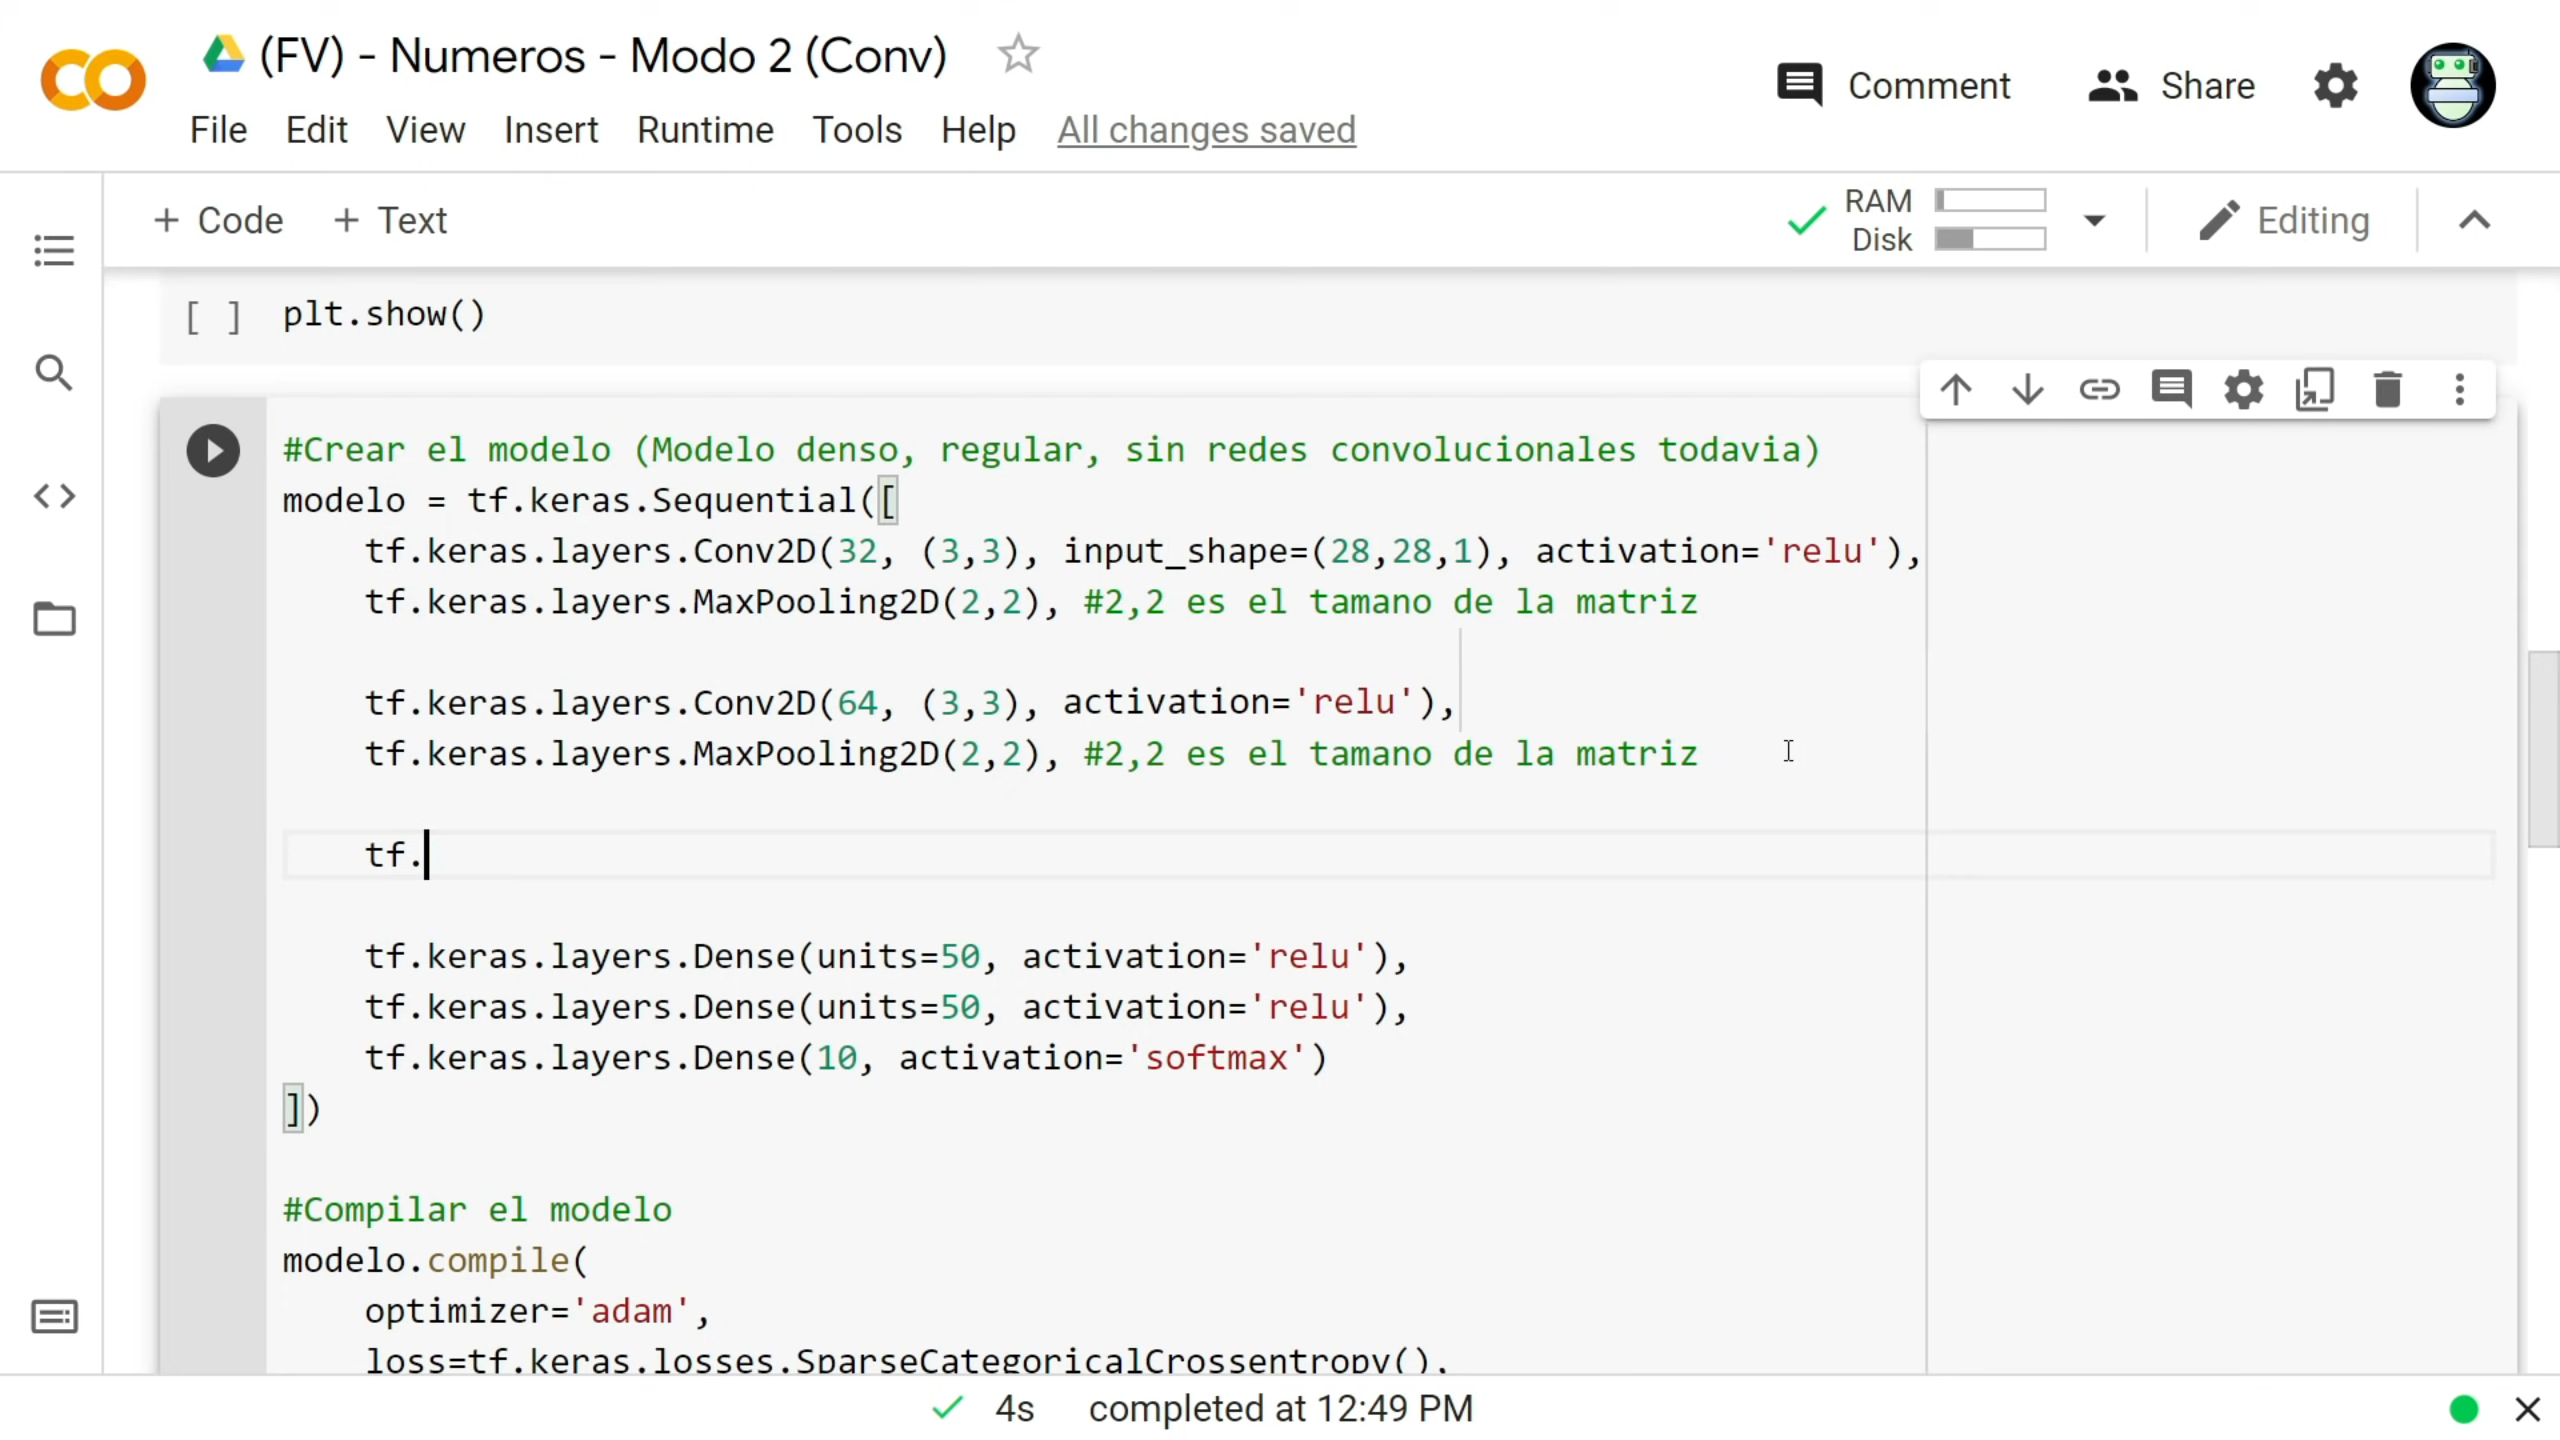 (FV) - Numeros - Modo 2 (Conv)
Comment
Share
File Edit View Insert Runtime Tools Help All changes saved
+ Code + Text
RAM
Disk
Editing
[ ] plt.show()
#Crear el modelo (Modelo denso, regular, sin redes convolucionales todavia)
modelo = tf.keras.Sequential([
tf.keras.layers.Conv2D(32, (3,3), input_shape=(28,28,1), activation='relu'),
tf.keras.layers.MaxPooling2D(2,2), #2,2 es el tamano de la matriz
tf.keras.layers.Conv2D(64, (3,3), activation='relu'),
tf.keras.layers.MaxPooling2D(2,2), #2,2 es el tamano de la matriz
tf.
tf.keras.layers.Dense(units=50, activation='relu'),
tf.keras.layers.Dense(units=50, activation='relu'),
tf.keras.layers.Dense(10, activation='softmax')
])
#Compilar el modelo
modelo.compile(
optimizer='adam',
loss=tf.keras.losses.SparseCategoricalCrossentropy(),
4s completed at 12:49 PM